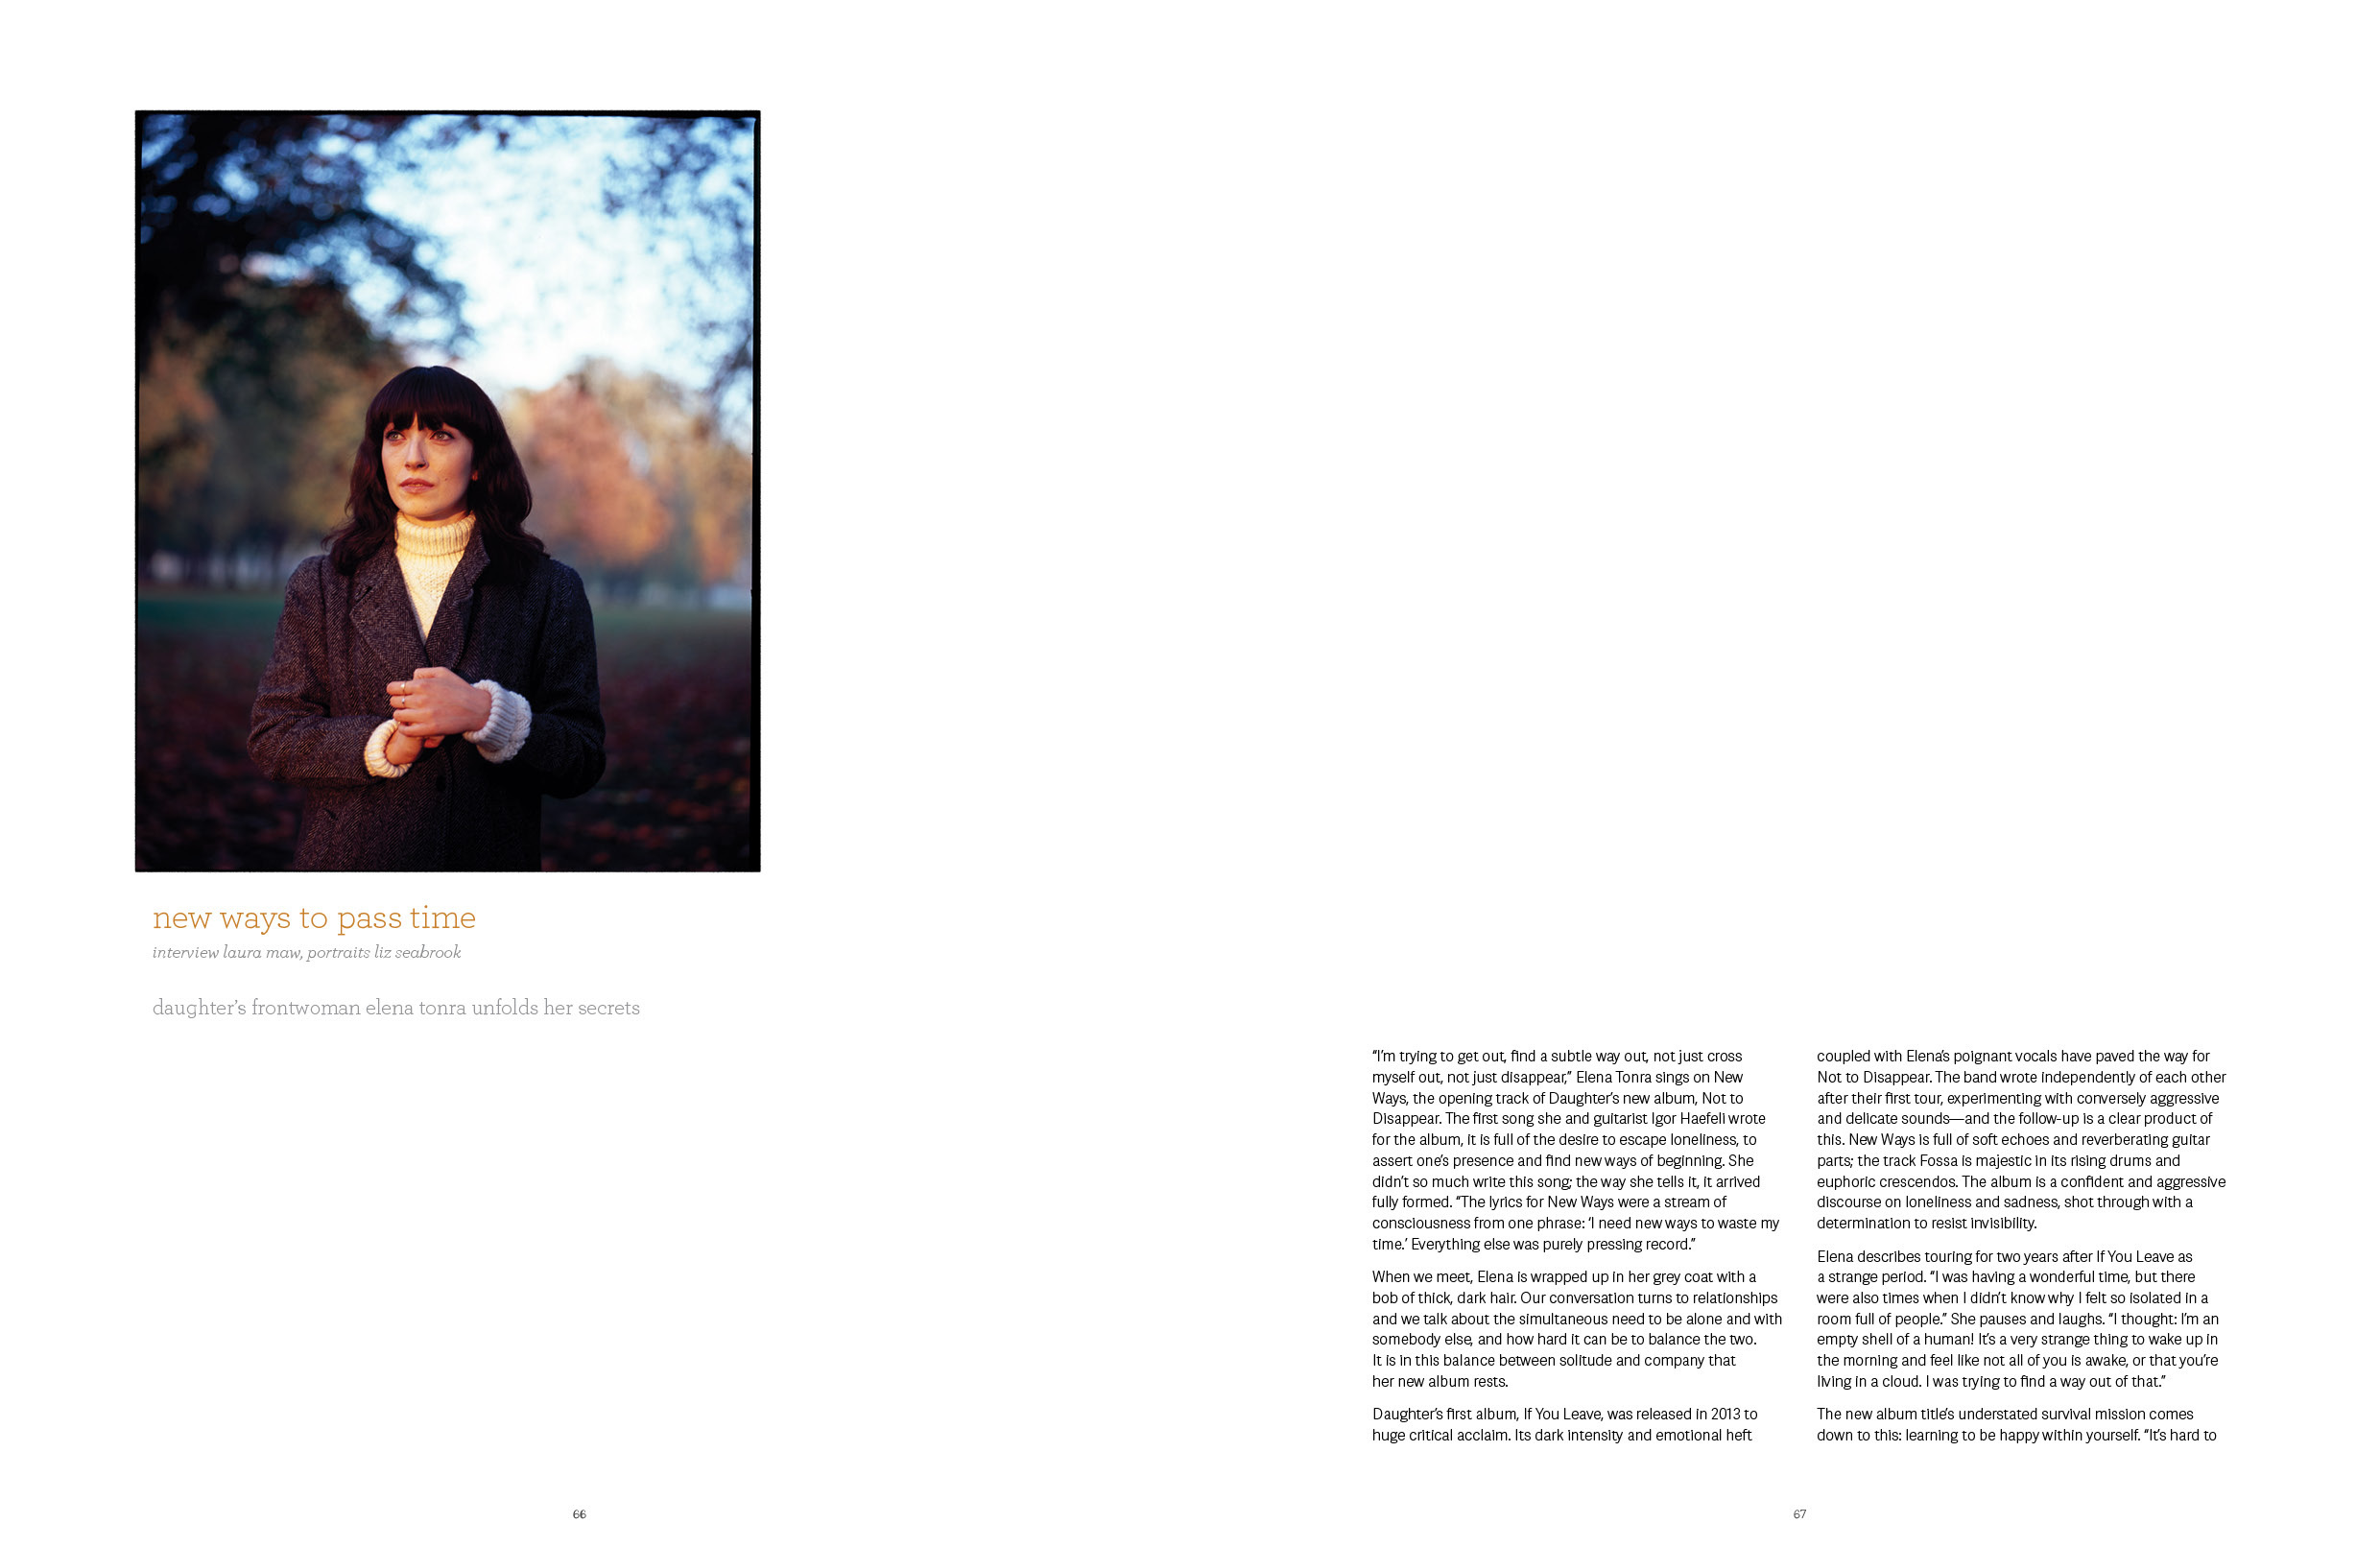 new ways to pass time
interview laura maw, portraits liz seabrook
daughter’s frontwoman elena tonra unfolds her secrets
“I’m trying to get out, find a subtle way out, not just cross
myself out, not just disappear,” Elena Tonra sings on New
Ways, the opening track of Daughter’s new album, Not to
Disappear. The first song she and guitarist Igor Haefeli wrote
for the album, it is full of the desire to escape loneliness, to
assert one’s presence and find new ways of beginning. She
didn’t so much write this song; the way she tells it, it arrived
fully formed. “The lyrics for New Ways were a stream of
consciousness from one phrase: ‘I need new ways to waste my
time.’ Everything else was purely pressing record.”
When we meet, Elena is wrapped up in her grey coat with a
bob of thick, dark hair. Our conversation turns to relationships
and we talk about the simultaneous need to be alone and with
somebody else, and how hard it can be to balance the two.
It is in this balance between solitude and company that
her new album rests.
Daughter’s first album, If You Leave, was released in 2013 to
huge critical acclaim. Its dark intensity and emotional heft
coupled with Elena’s poignant vocals have paved the way for
Not to Disappear. The band wrote independently of each other
after their first tour, experimenting with conversely aggressive
and delicate sounds—and the follow-up is a clear product of
this. New Ways is full of soft echoes and reverberating guitar
parts; the track Fossa is majestic in its rising drums and
euphoric crescendos. The album is a confident and aggressive
discourse on loneliness and sadness, shot through with a
determination to resist invisibility.
Elena describes touring for two years after If You Leave as
a strange period. “I was having a wonderful time, but there
were also times when I didn’t know why I felt so isolated in a
room full of people.” She pauses and laughs. “I thought: I’m an
empty shell of a human! It’s a very strange thing to wake up in
the morning and feel like not all of you is awake, or that you’re
living in a cloud. I was trying to find a way out of that.”
The new album title’s understated survival mission comes
down to this: learning to be happy within yourself. “It’s hard to
66
67